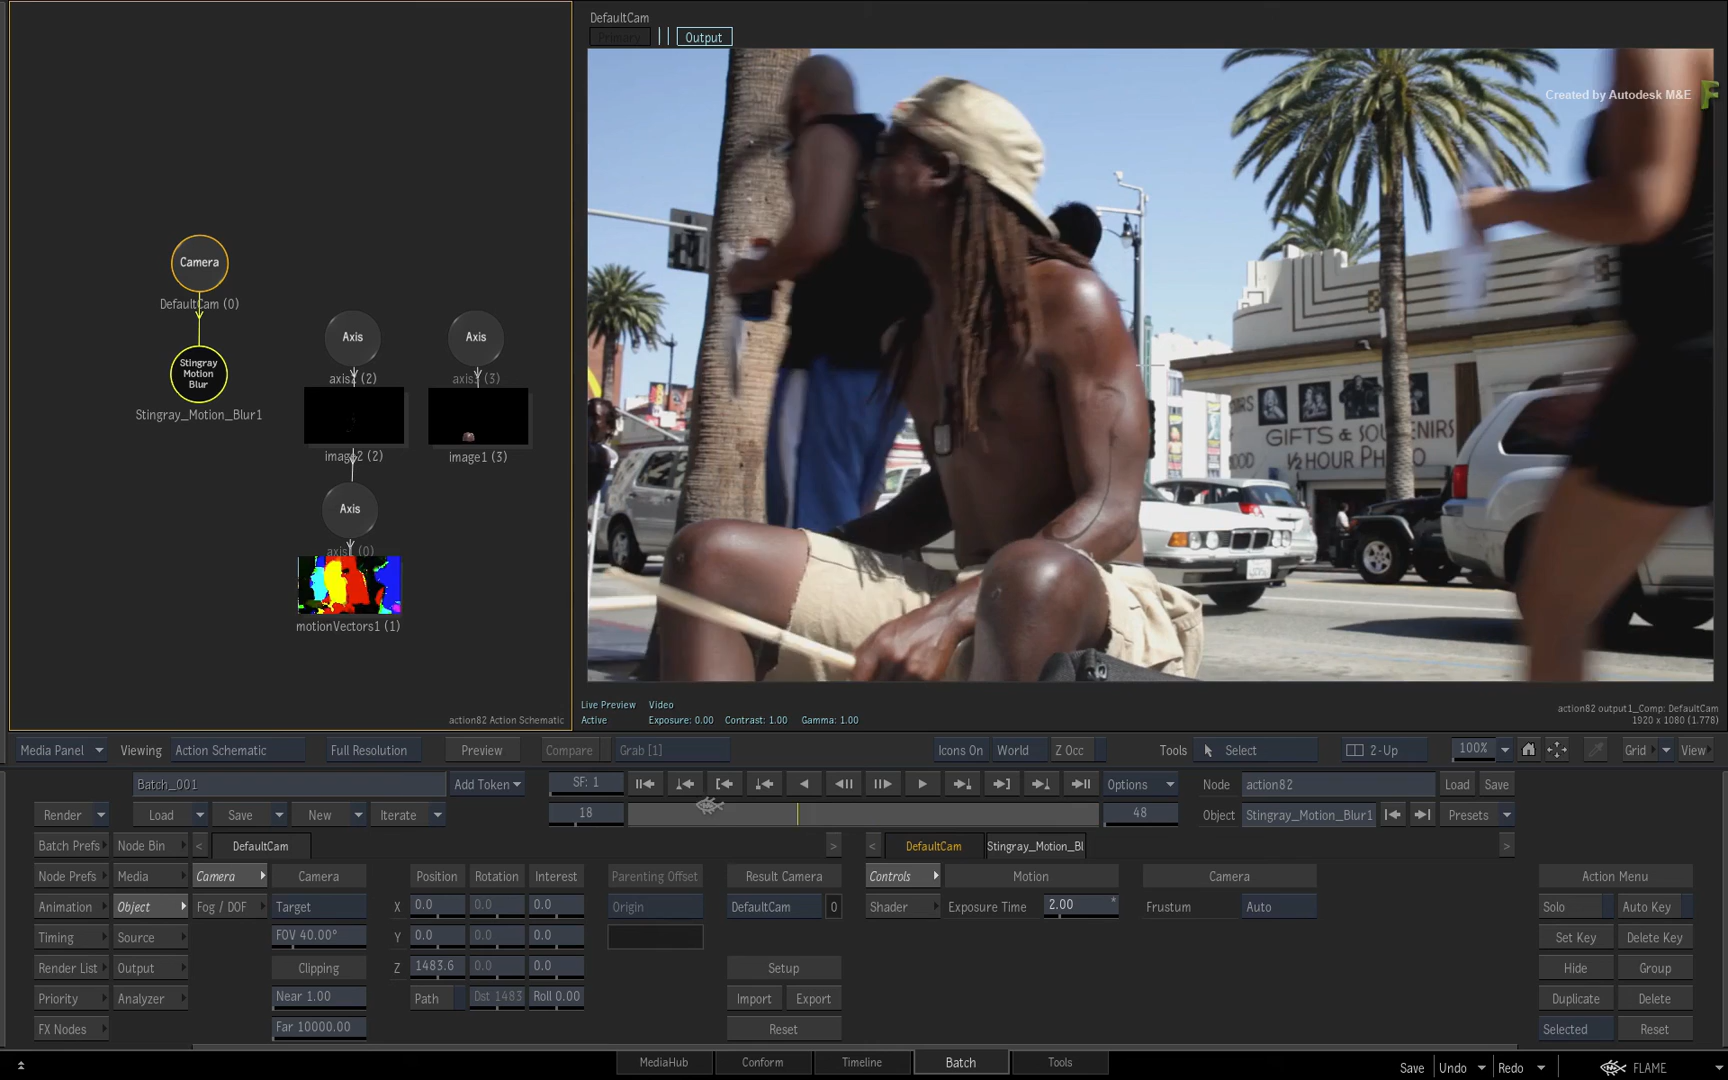 DefaultCam
Primary
Output
Created by Autodesk M&E
Camera
DefaultCam (0)
Stingray
Motion
Blur
Stingray_Motion_Blur1
Axis
Axis
(2)
(3)
(2)
image1 (3)
Axis
(0)
motionVectors1 (1)
GIFTS & SOUVENIRS
1/2 HOUR PHOTO
action82 Action Schematic
Live Preview Video
Active Exposure: 0.00 Contrast: 1.00 Gamma: 1.00
action82 output1_Comp: DefaultCam
1920 x 1080 (1.778)
Media Panel Viewing Action Schematic Full Resolution Preview Compare Grab [1] Icons On World Z Occ Tools Select 2-Up 100% Grid View
Batch_001 Add Token SF: 1 Options Node action82 Load Save
Render Load Save New Iterate 18 48 Object Stingray_Motion_Blur1 Presets
Batch Prefs Node Bin < DefaultCam > < DefaultCam Stingray_Motion_Bl >
Node Prefs Media Camera Camera Position Rotation Interest Parenting Offset Result Camera Controls Motion Camera Action Menu
Animation Object Fog / DOF Target X 0.0 0.0 0.0 Origin DefaultCam 0 Shader Exposure Time 2.00 * Frustum Auto Solo Auto Key
Timing Source FOV 40.00° Y 0.0 0.0 0.0 Set Key Delete Key
Render List Output Clipping Z 1483.6 0.0 0.0 Setup Hide Group
Priority Analyzer Near 1.00 Path Dst 1483 Roll 0.00 Import Export Duplicate Delete
FX Nodes Far 10000.00 Reset Selected Reset
MediaHub Conform Timeline Batch Tools Save Undo Redo FLAME